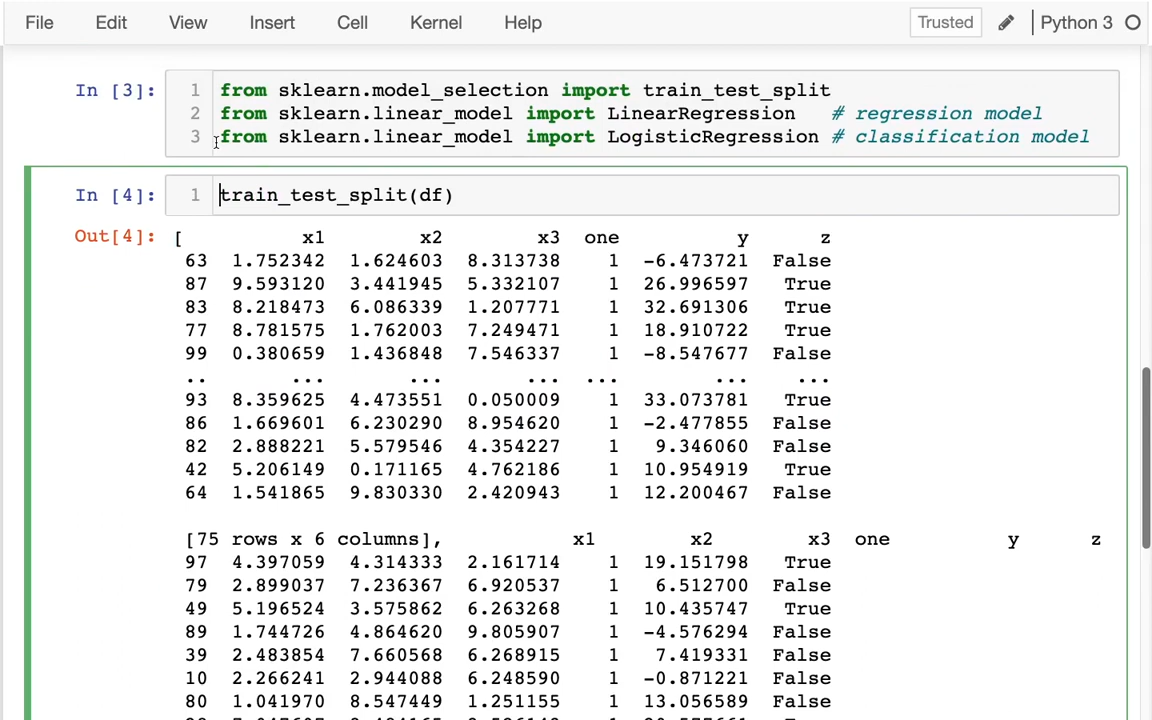 File Edit View Insert Cell Kernel Help Trusted Python 3
In [3]: 1 from sklearn.model_selection import train_test_split
2 from sklearn.linear_model import LinearRegression # regression model
3 from sklearn.linear_model import LogisticRegression # classification model
In [4]: 1 train_test_split(df)
Out[4]: [ x1 x2 x3 one y z
63 1.752342 1.624603 8.313738 1 -6.473721 False
87 9.593120 3.441945 5.332107 1 26.996597 True
83 8.218473 6.086339 1.207771 1 32.691306 True
77 8.781575 1.762003 7.249471 1 18.910722 True
99 0.380659 1.436848 7.546337 1 -8.547677 False
.. ... ... ... ... ... ...
93 8.359625 4.473551 0.050009 1 33.073781 True
86 1.669601 6.230290 8.954620 1 -2.477855 False
82 2.888221 5.579546 4.354227 1 9.346060 False
42 5.206149 0.171165 4.762186 1 10.954919 True
64 1.541865 9.830330 2.420943 1 12.200467 False
[75 rows x 6 columns], x1 x2 x3 one y z
97 4.397059 4.314333 2.161714 1 19.151798 True
79 2.899037 7.236367 6.920537 1 6.512700 False
49 5.196524 3.575862 6.263268 1 10.435747 True
89 1.744726 4.864620 9.805907 1 -4.576294 False
39 2.483854 7.660568 6.268915 1 7.419331 False
10 2.266241 2.944088 6.248590 1 -0.871221 False
80 1.041970 8.547449 1.251155 1 13.056589 False